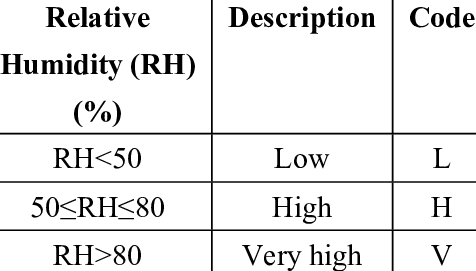 Relative Description Code
Humidity (RH)
(%)
RH<50 Low L
50≤RH≤80 High H
RH>80 Very high V